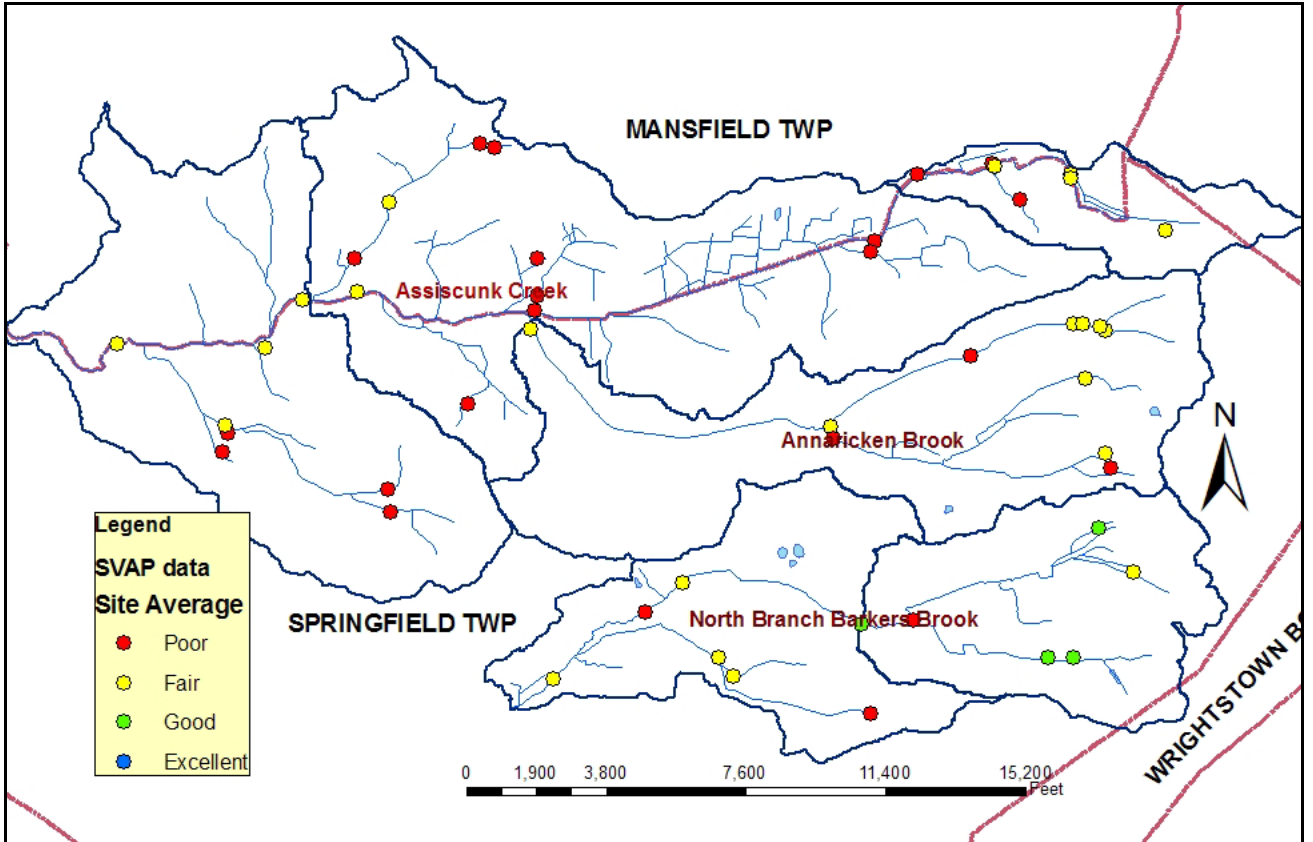 MANSFIELD TWP
Assiscunk Creek
Annaricken Brook
N
Legend
SVAP data
Site Average
Poor
Fair
Good
Excellent
SPRINGFIELD TWP
North Branch Barkers Brook
WRIGHTSTOWN BO
0 1,900 3,800 7,600 11,400 15,200
Feet